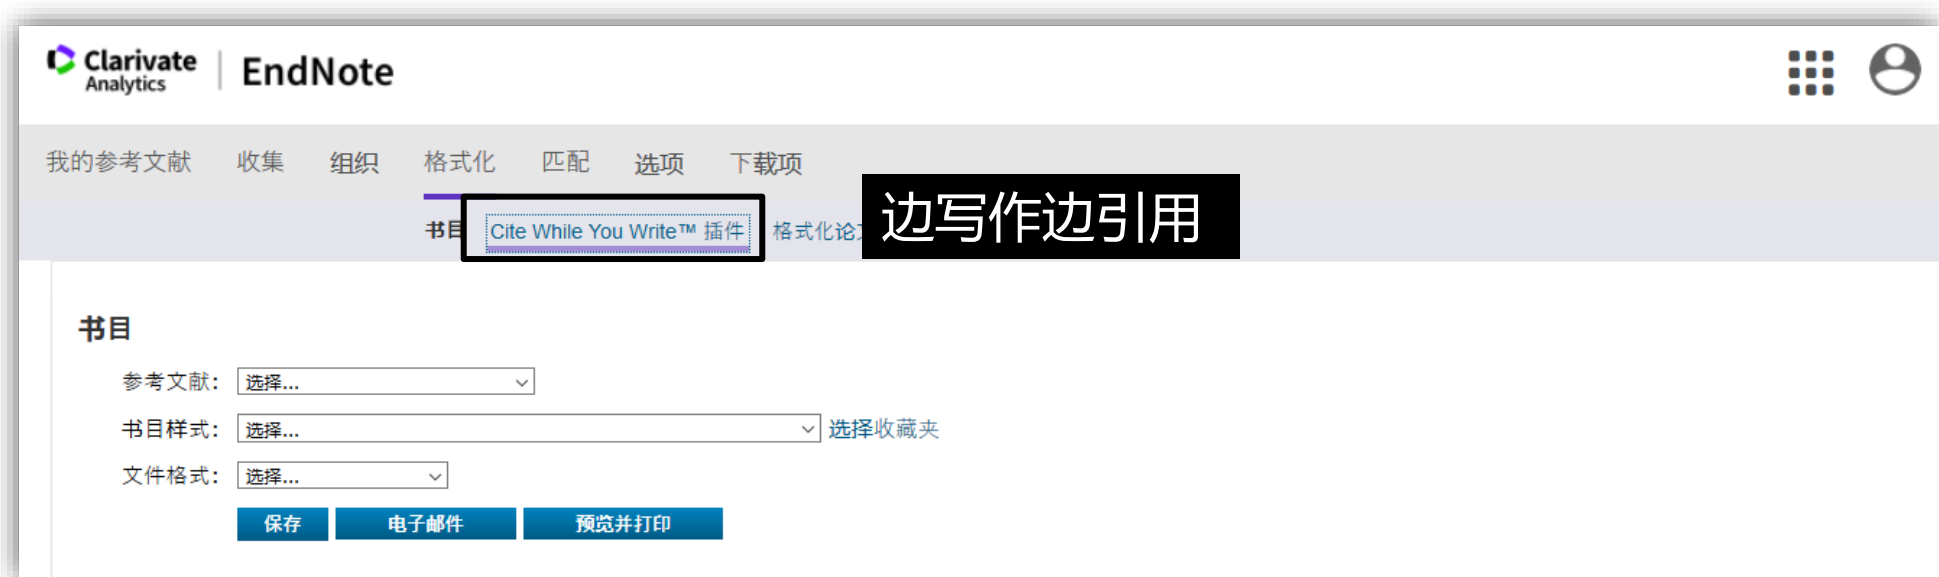 Clarivate
Analytics
EndNote
我的参考文献 收集 组织 格式化 匹配 选项 下载项
书目 Cite While You Write™ 插件 格式化论
边写作边引用
书目
参考文献: 选择...
书目样式: 选择... 选择收藏夹
文件格式: 选择...
保存 电子邮件 预览并打印